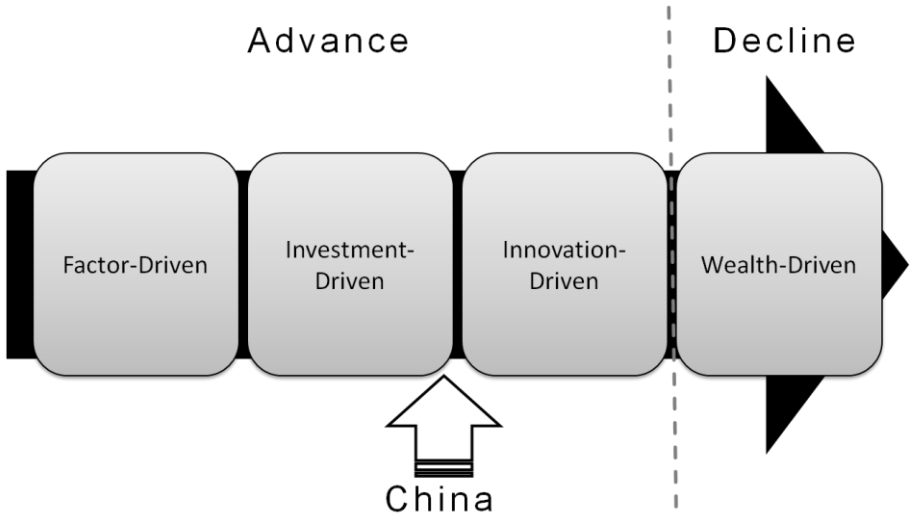 Advance
Decline
Factor-Driven
Investment-
Driven
Innovation-
Driven
Wealth-Driven
China